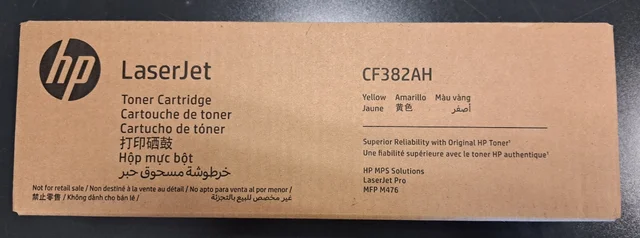 hp
LaserJet
Toner Cartridge
Cartouche de toner
Cartucho de tóner
打印硒鼓
Hộp mực bột
خرطوشة مسحوق حبر
Not for retail sale / Non destiné à la vente au détail / No apto para venta al por menor /
禁止零售 / Không dành cho bán lẻ / غير مخصص للبيع بالتجزئة
CF382AH
Yellow Amarillo Màu vàng
Jaune 黄色 أصفر
Superior Reliability with Original HP Toner¹
Une fiabilité supérieure avec le toner HP authentique¹
HP MPS Solutions
LaserJet Pro
MFP M476